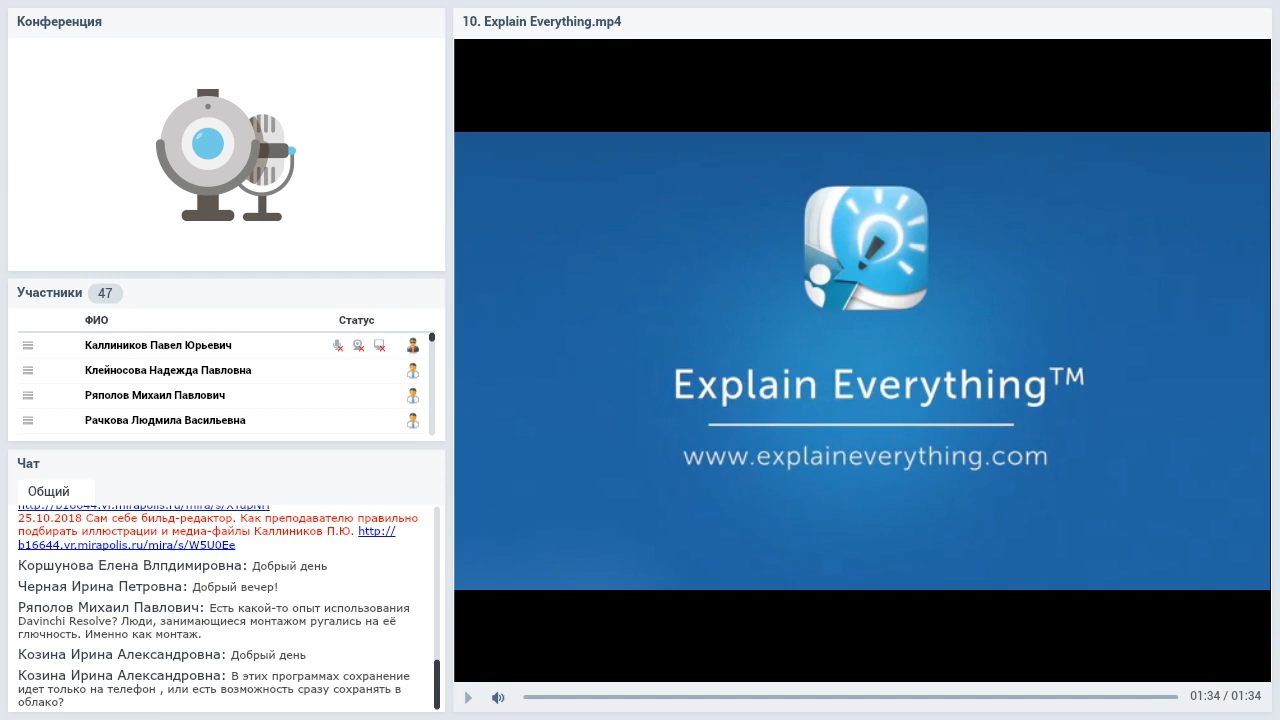 Конференция
Участники 47
ФИО Статус
Каллиников Павел Юрьевич
Клейносова Надежда Павловна
Ряполов Михаил Павлович
Рачкова Людмила Васильевна
Чат
Общий
25.10.2018 Сам себе бильд-редактор. Как преподавателю правильно
подбирать иллюстрации и медиа-файлы Каллиников П.Ю. http://
b16644.vr.mirapolis.ru/mira/s/W5U0Ee
Коршунова Елена Влпдимировна: Добрый день
Черная Ирина Петровна: Добрый вечер!
Ряполов Михаил Павлович: Есть какой-то опыт использования
Davinchi Resolve? Люди, занимающиеся монтажом ругались на её
глючность. Именно как монтаж.
Козина Ирина Александровна: Добрый день
Козина Ирина Александровна: В этих программах сохранение
идет только на телефон , или есть возможность сразу сохранять в
облако?
10. Explain Everything.mp4
Explain Everything™
www.explaineverything.com
01:34 / 01:34